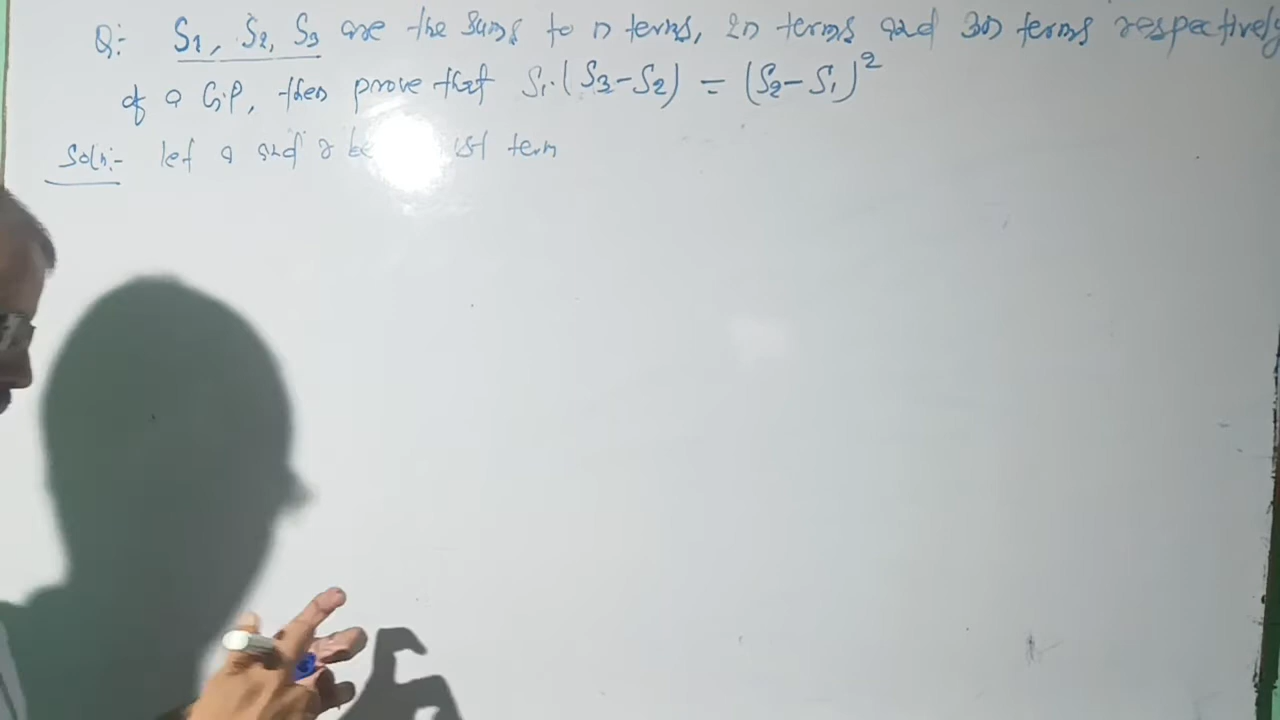 Q:- S1, S2, S3 are the sums to n terms, 2n terms and 3n terms respectively
of a G.P, then prove that S1.(S3-S2) = (S2-S1)²
Soln:- let a and r be 1st term